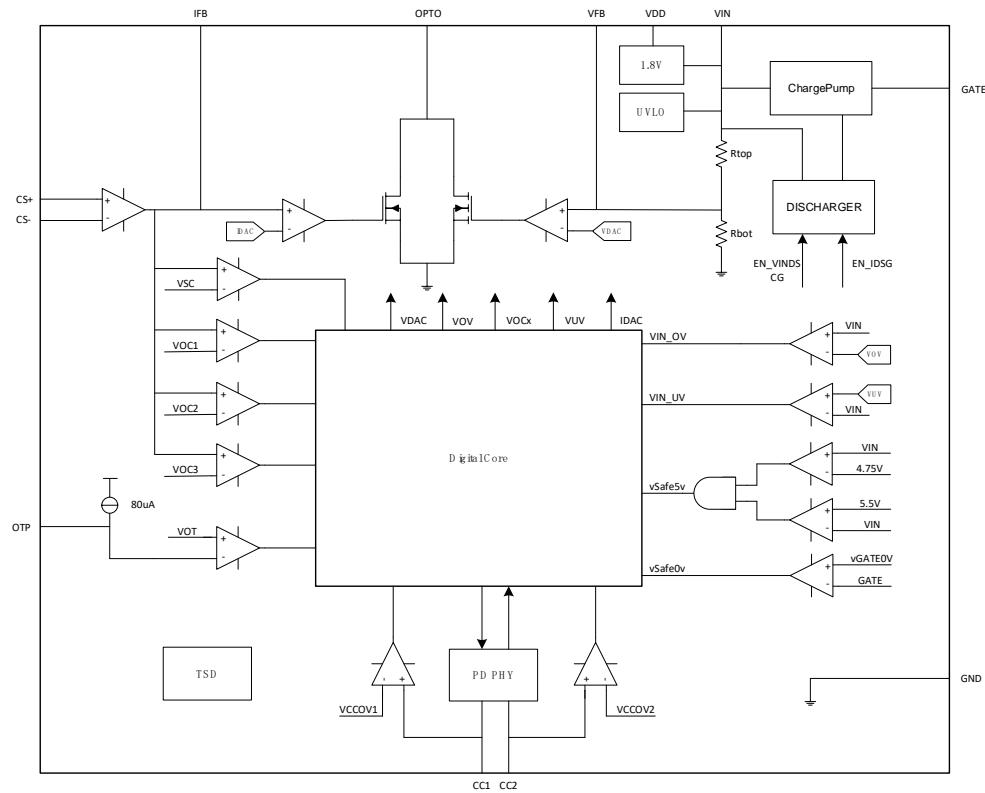 IFB
OPTO
VFB
VDD
VIN
1.8V
UVLO
ChargePump
GATE
Rtop
CS+
CS-
+
-
+
-
IDAC
+
-
VDAC
DISCHARGER
Rbot
EN_VINDS
CG
EN_IDSG
VSC
+
-
VDAC
VOV
VOCx
VUV
IDAC
VOC1
+
-
VIN_OV
+
-
VIN
VOV
VOC2
+
-
VIN_UV
+
-
VUV
VIN
VOC3
+
-
DigitalCore
vSafe5v
+
-
VIN
4.75V
+
-
5.5V
VIN
80uA
OTP
VOT
+
-
vSafe0v
+
-
vGATE0V
GATE
TSD
- +
PD PHY
+ -
VCCOV1
VCCOV2
GND
CC1
CC2